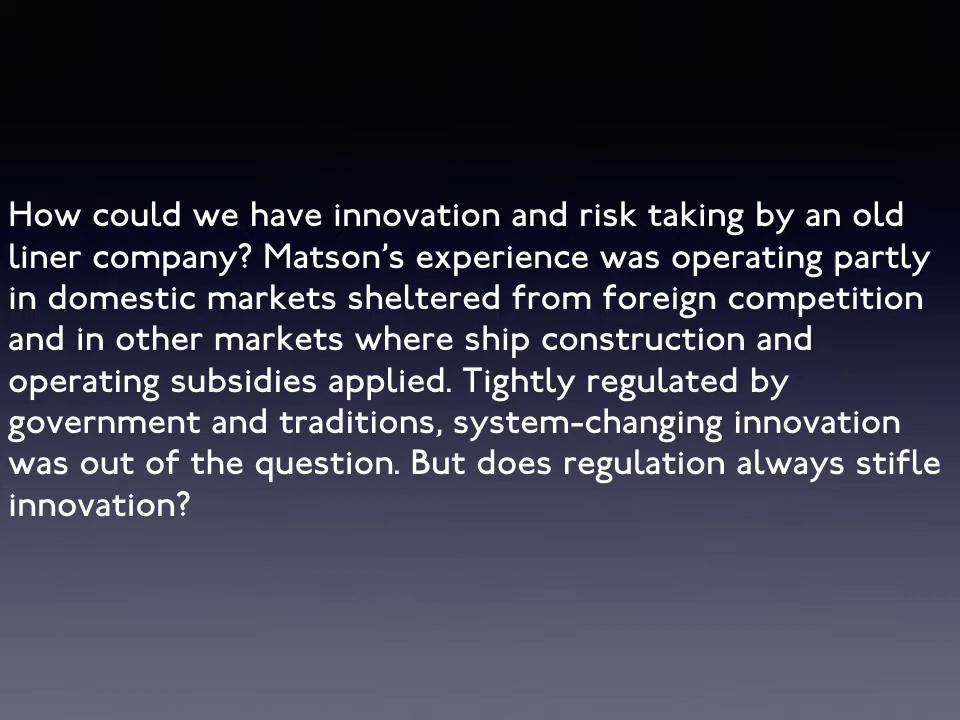 How could we have innovation and risk taking by an old
liner company? Matson’s experience was operating partly
in domestic markets sheltered from foreign competition
and in other markets where ship construction and
operating subsidies applied. Tightly regulated by
government and traditions, system-changing innovation
was out of the question. But does regulation always stifle
innovation?